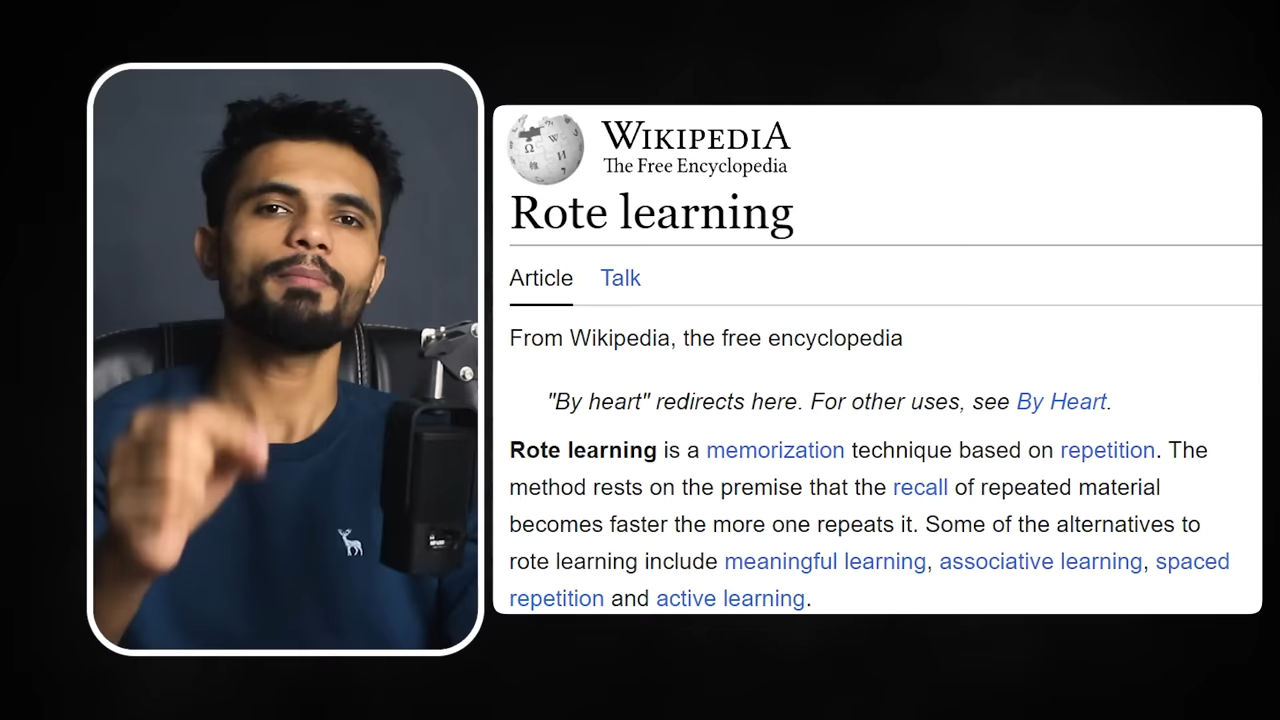 WIKIPEDIA
The Free Encyclopedia
Rote learning
Article Talk
From Wikipedia, the free encyclopedia
"By heart" redirects here. For other uses, see By Heart.
Rote learning is a memorization technique based on repetition. The
method rests on the premise that the recall of repeated material
becomes faster the more one repeats it. Some of the alternatives to
rote learning include meaningful learning, associative learning, spaced
repetition and active learning.